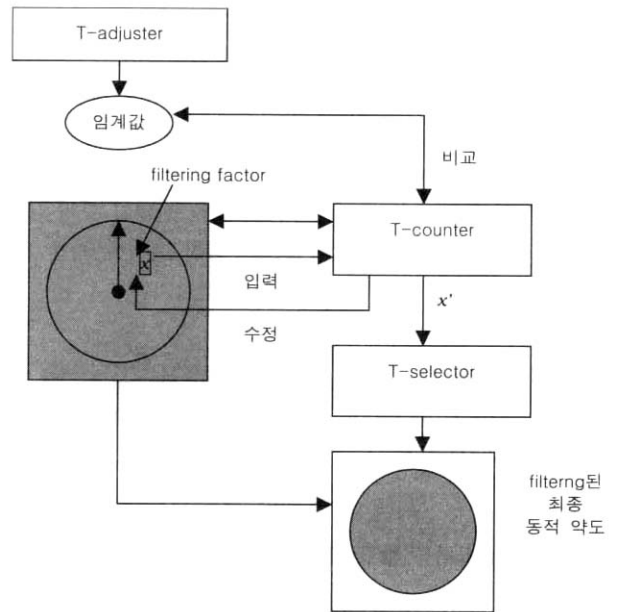 T-adjuster
임계값
비교
filtering factor
T-counter
x
입력
x'
수정
T-selector
filterng된
최종
동적 약도